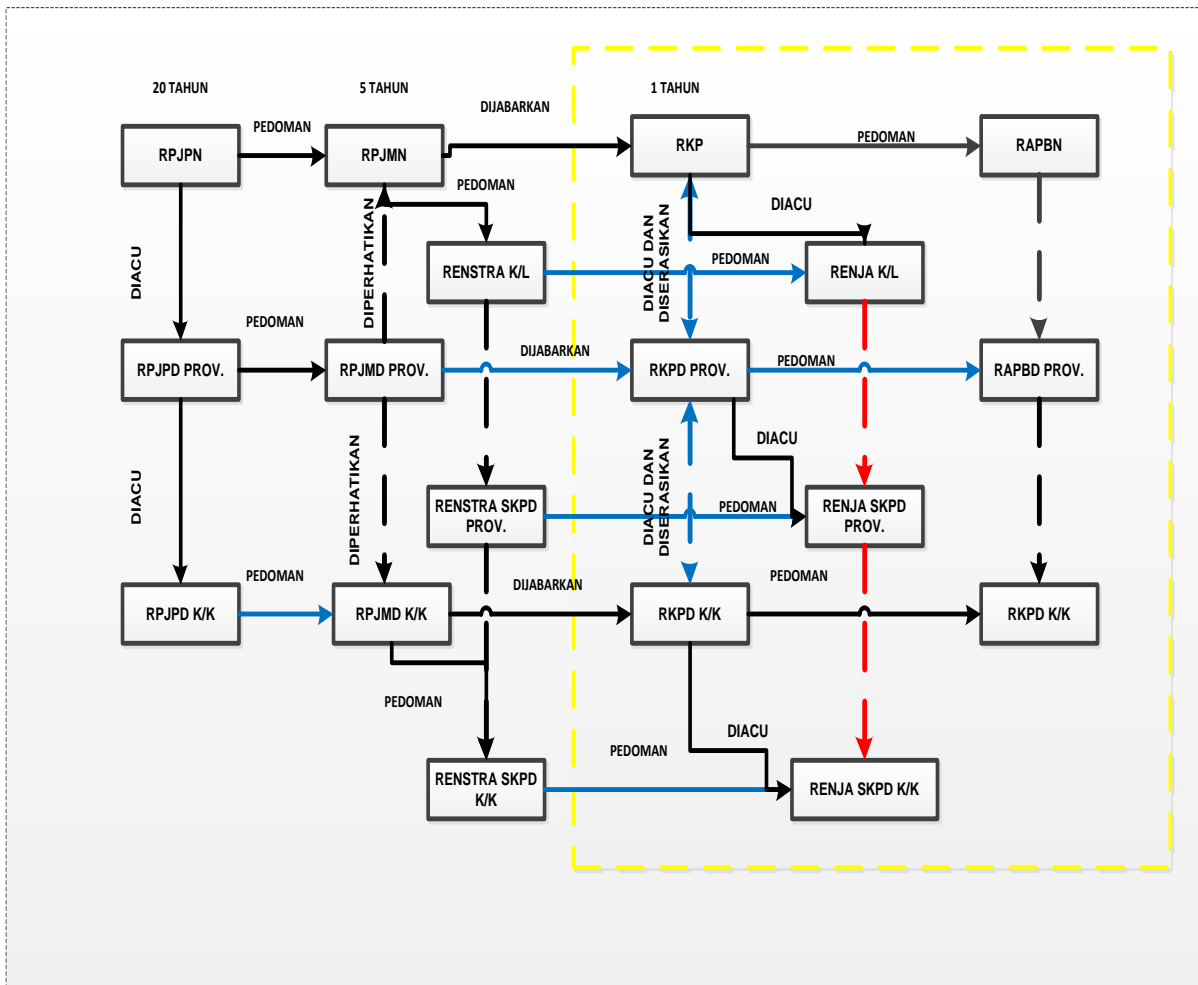 20 TAHUN
5 TAHUN
1 TAHUN
DIJABARKAN
PEDOMAN
PEDOMAN
RPJPN
RPJMN
RKP
RAPBN
PEDOMAN
DIACU
DIPERHATIKAN
DIACU DAN
DISERASIKAN
DIACU
RENSTRA K/L
PEDOMAN
RENJA K/L
PEDOMAN
DIJABARKAN
PEDOMAN
RPJPD PROV.
RPJMD PROV.
RKPD PROV.
RAPBD PROV.
DIACU
DIPERHATIKAN
DIACU DAN
DISERASIKAN
DIACU
RENSTRA SKPD
PROV.
PEDOMAN
RENJA SKPD
PROV.
PEDOMAN
DIJABARKAN
PEDOMAN
RPJPD K/K
RPJMD K/K
RKPD K/K
RKPD K/K
PEDOMAN
DIACU
PEDOMAN
RENSTRA SKPD
K/K
RENJA SKPD K/K